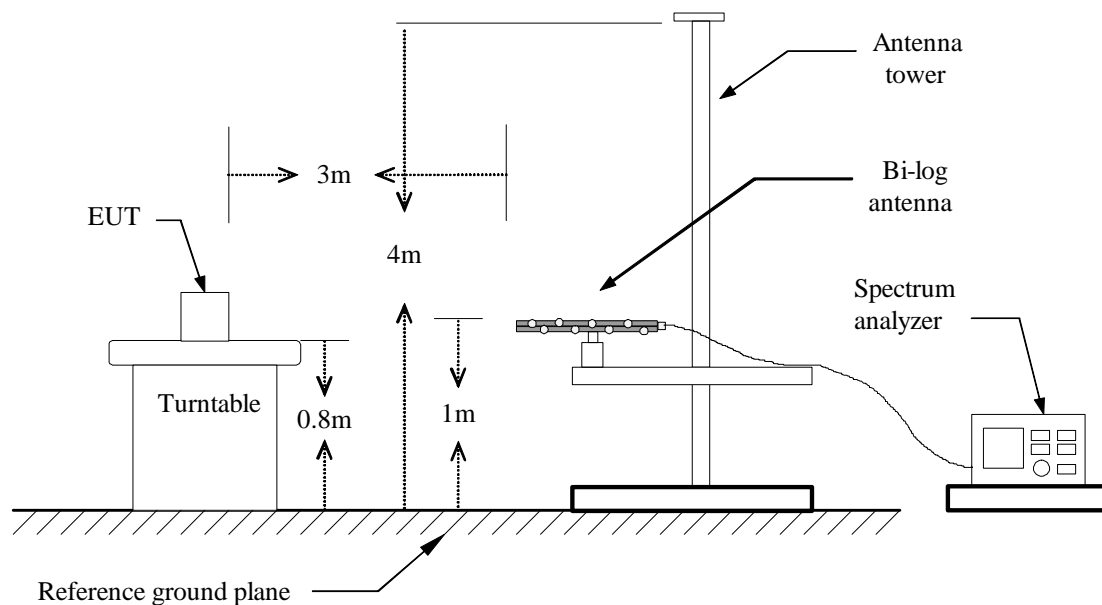 Antenna
tower
3m
Bi-log
antenna
EUT
4m
Spectrum
analyzer
Turntable
0.8m
1m
Reference ground plane